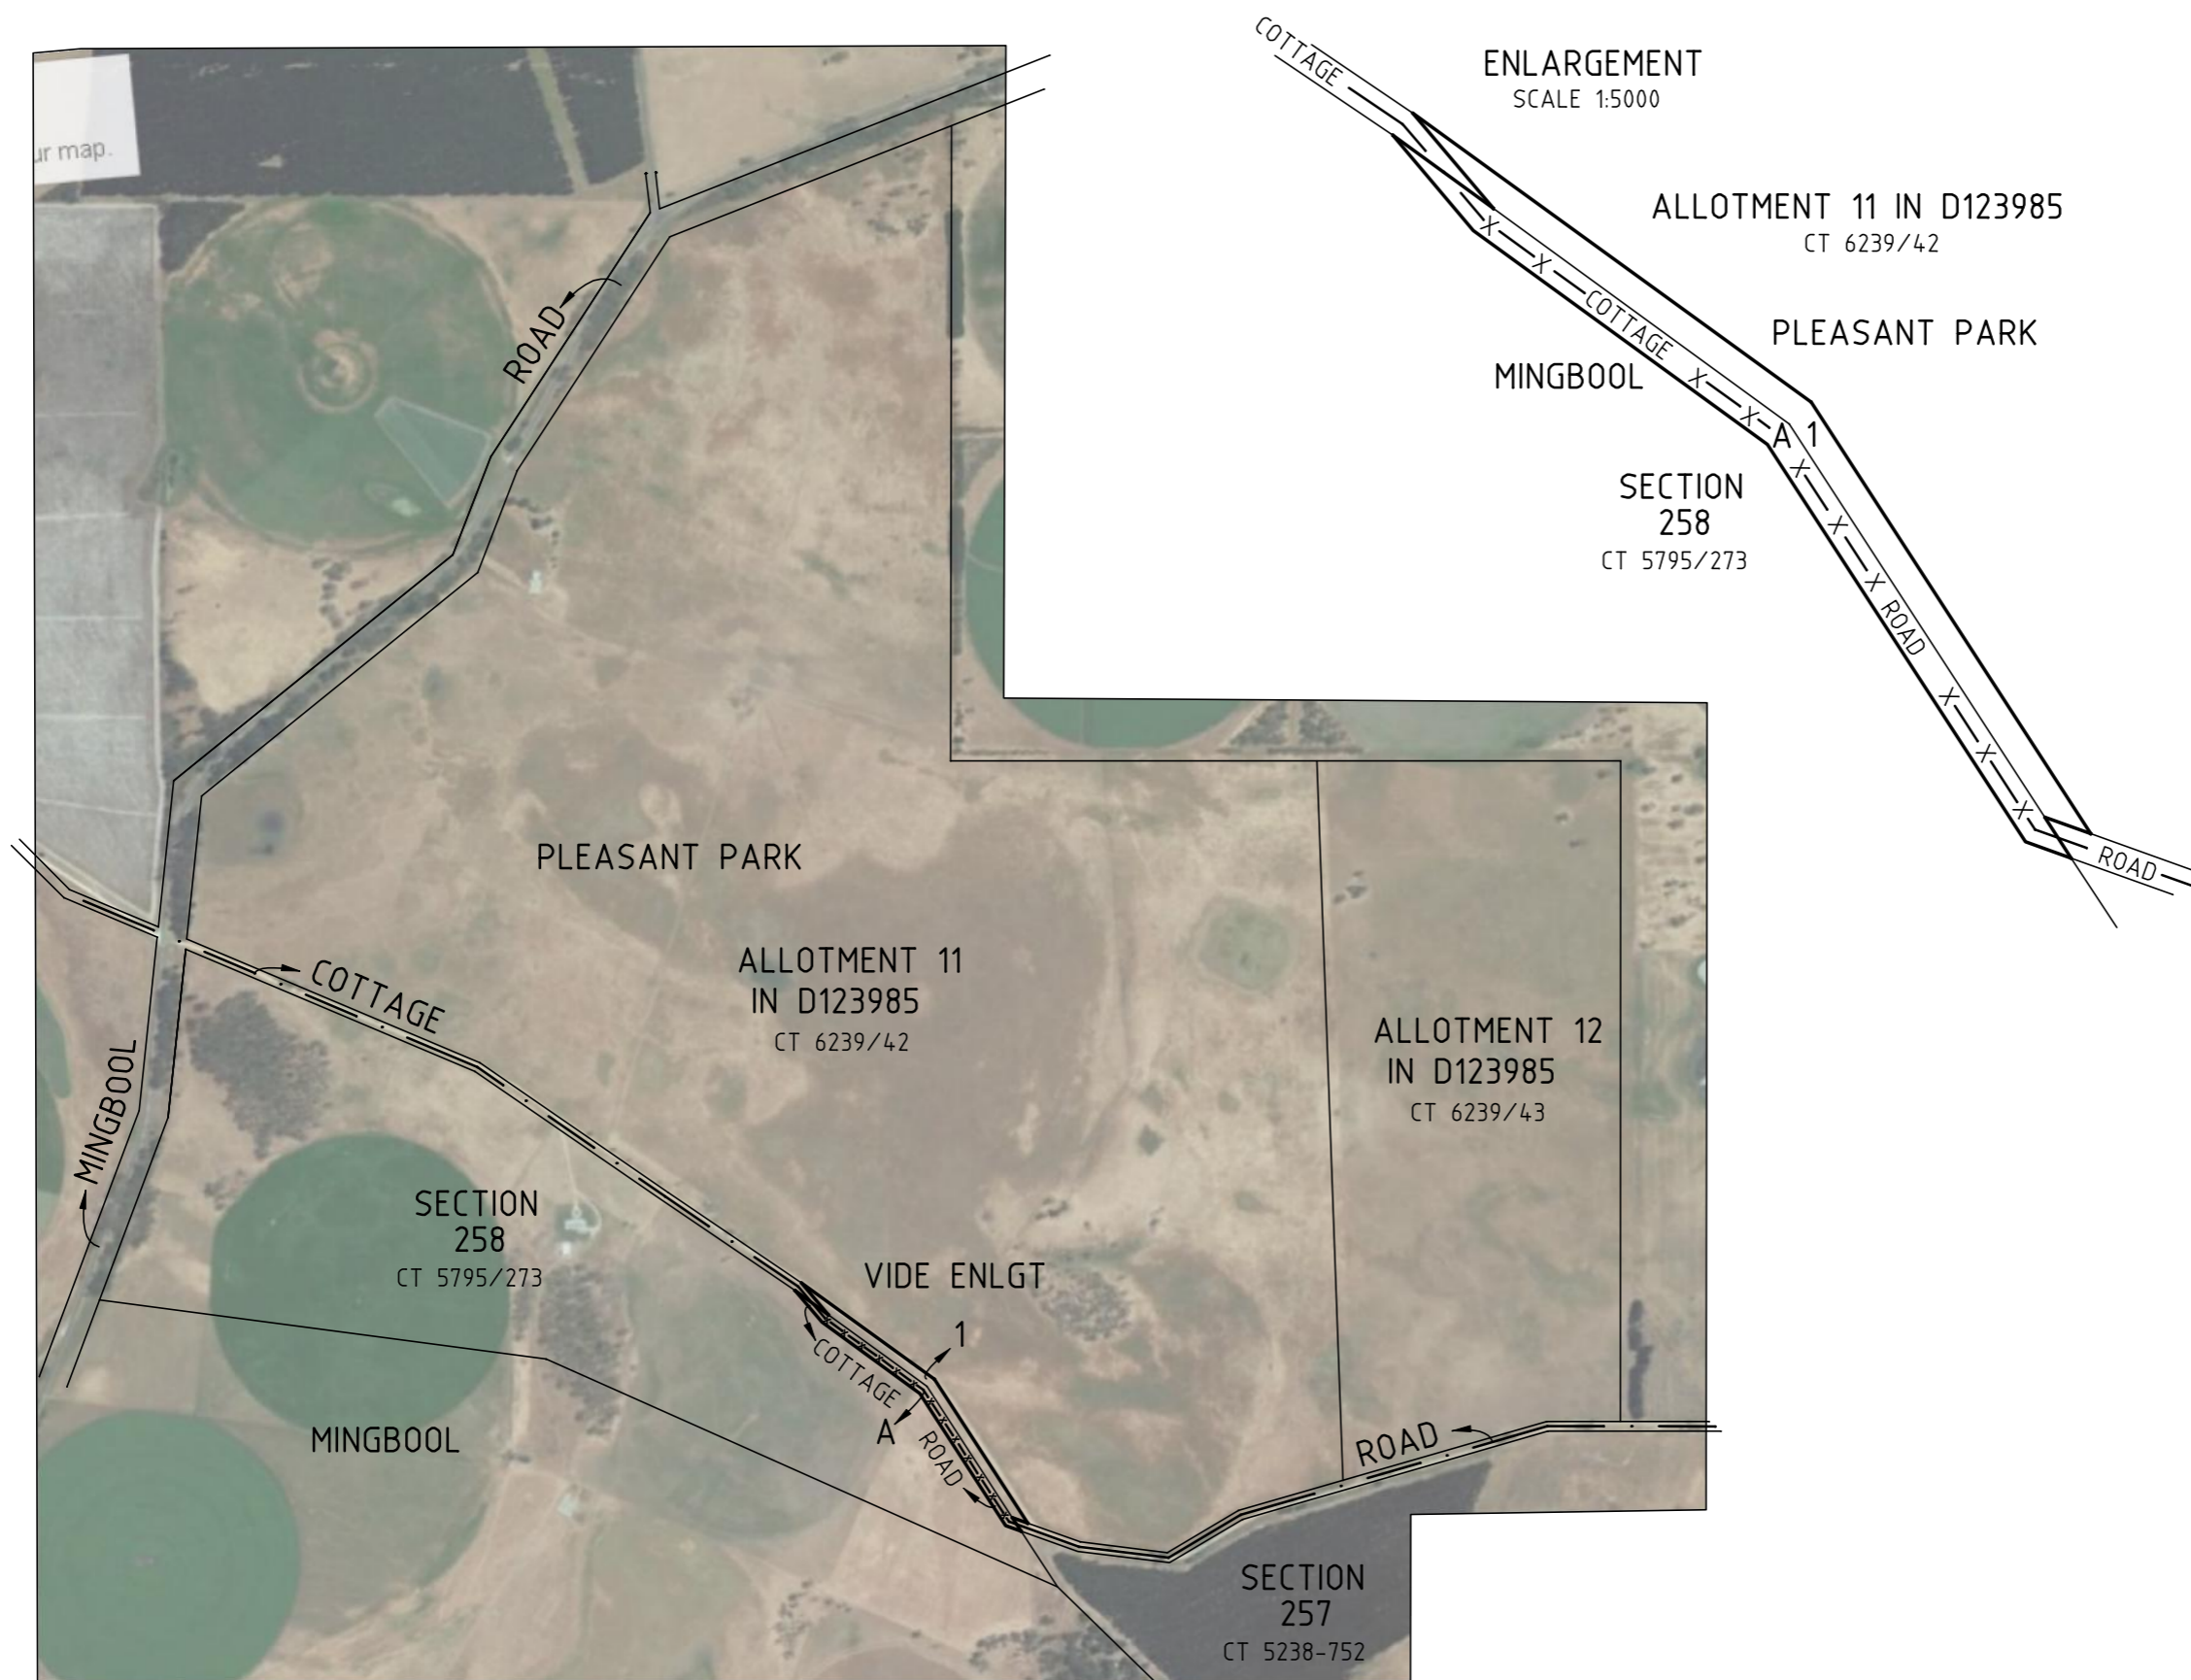 COTTAGE
ENLARGEMENT
SCALE 1:5000
ur map.
ALLOTMENT 11 IN D123985
CT 6239/42
ROAD
PLEASANT PARK
COTTAGE
MINGBOOL
A 1
SECTION
258
CT 5795/273
ROAD
ROAD
PLEASANT PARK
ALLOTMENT 11
IN D123985
CT 6239/42
COTTAGE
ALLOTMENT 12
IN D123985
CT 6239/43
MINGBOOL
SECTION
258
CT 5795/273
VIDE ENLGT
1
COTTAGE
A
ROAD
MINGBOOL
ROAD
SECTION
257
CT 5238-752